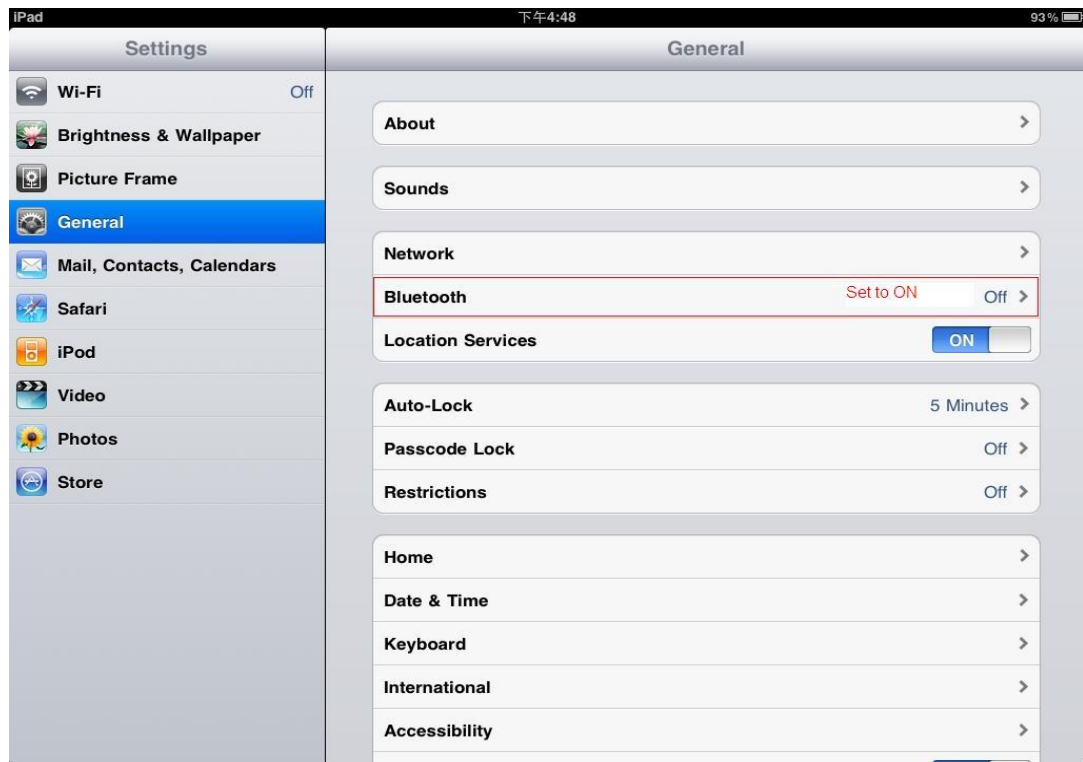 iPad 下午4:48 93%
Settings
Wi-Fi Off
Brightness & Wallpaper
Picture Frame
General
Mail, Contacts, Calendars
Safari
iPod
Video
Photos
Store
General
About
Sounds
Network
Bluetooth Set to ON Off
Location Services ON
Auto-Lock 5 Minutes
Passcode Lock Off
Restrictions Off
Home
Date & Time
Keyboard
International
Accessibility